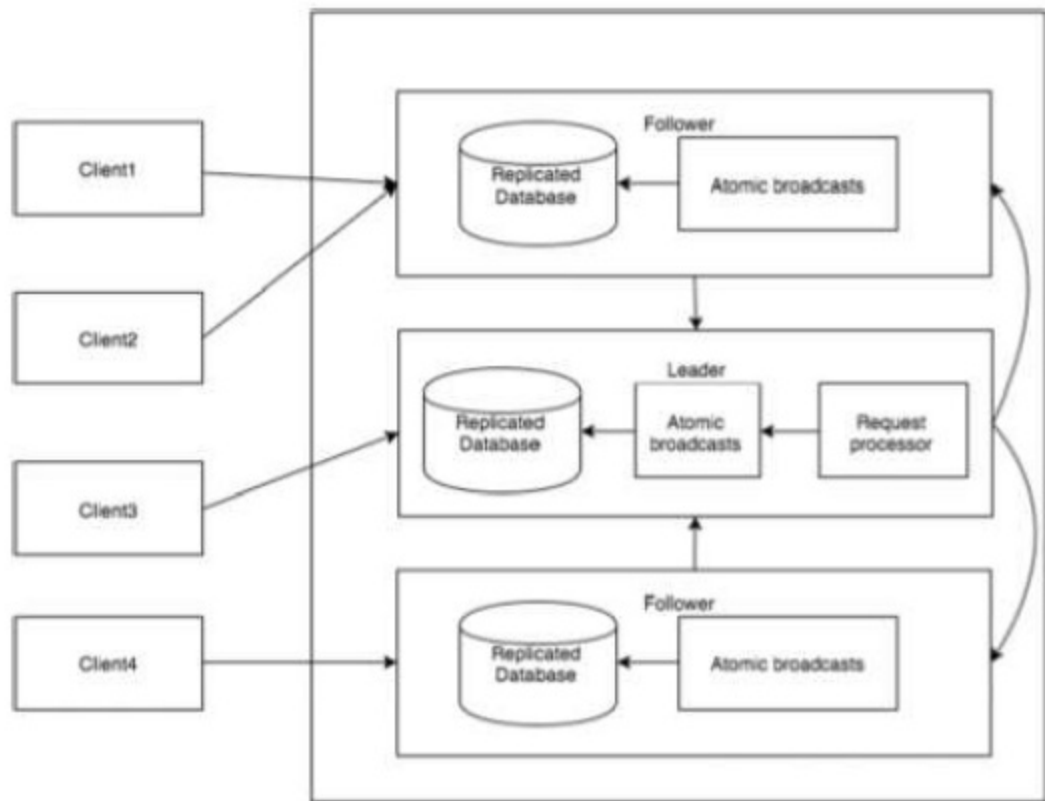 Client1
Client2
Client3
Client4
Follower
Replicated
Database
Atomic broadcasts
Leader
Replicated
Database
Atomic
broadcasts
Request
processor
Follower
Replicated
Database
Atomic broadcasts